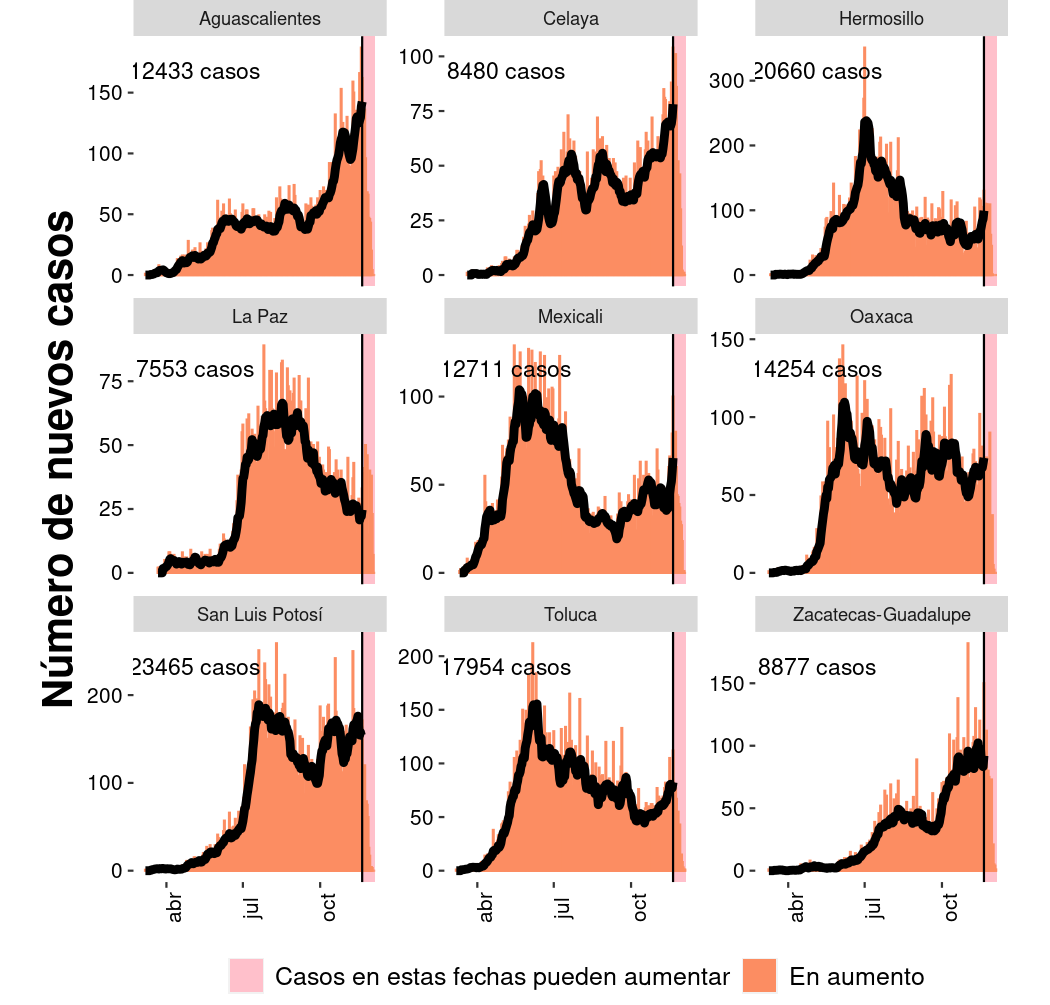 Aguascalientes
Celaya
Hermosillo
12433 casos
8480 casos
20660 casos
150
100
50
0
100
75
50
25
0
300
200
100
0
La Paz
Mexicali
Oaxaca
7553 casos
12711 casos
14254 casos
75
50
25
0
100
50
0
150
100
50
0
San Luis Potosí
Toluca
Zacatecas-Guadalupe
23465 casos
17954 casos
8877 casos
200
100
0
200
150
100
50
0
150
100
50
0
abr
jul
oct
abr
jul
oct
abr
jul
oct
Número de nuevos casos
Casos en estas fechas pueden aumentar
En aumento